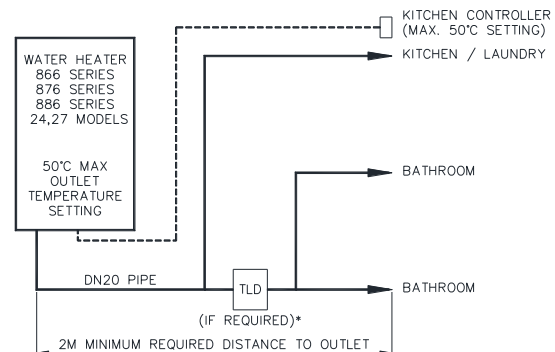 KITCHEN CONTROLLER
(MAX. 50°C SETTING)
KITCHEN / LAUNDRY
WATER HEATER
866 SERIES
876 SERIES
886 SERIES
24,27 MODELS
50°C MAX
OUTLET
TEMPERATURE
SETTING
BATHROOM
DN20 PIPE
TLD
BATHROOM
(IF REQUIRED)*
2M MINIMUM REQUIRED DISTANCE TO OUTLET